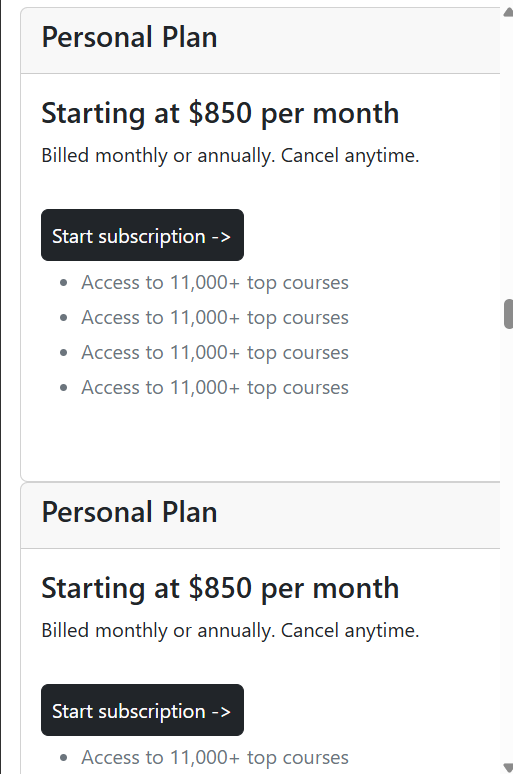 Personal Plan
Starting at $850 per month
Billed monthly or annually. Cancel anytime.
Start subscription ->
Access to 11,000+ top courses
Access to 11,000+ top courses
Access to 11,000+ top courses
Access to 11,000+ top courses
Personal Plan
Starting at $850 per month
Billed monthly or annually. Cancel anytime.
Start subscription ->
Access to 11,000+ top courses